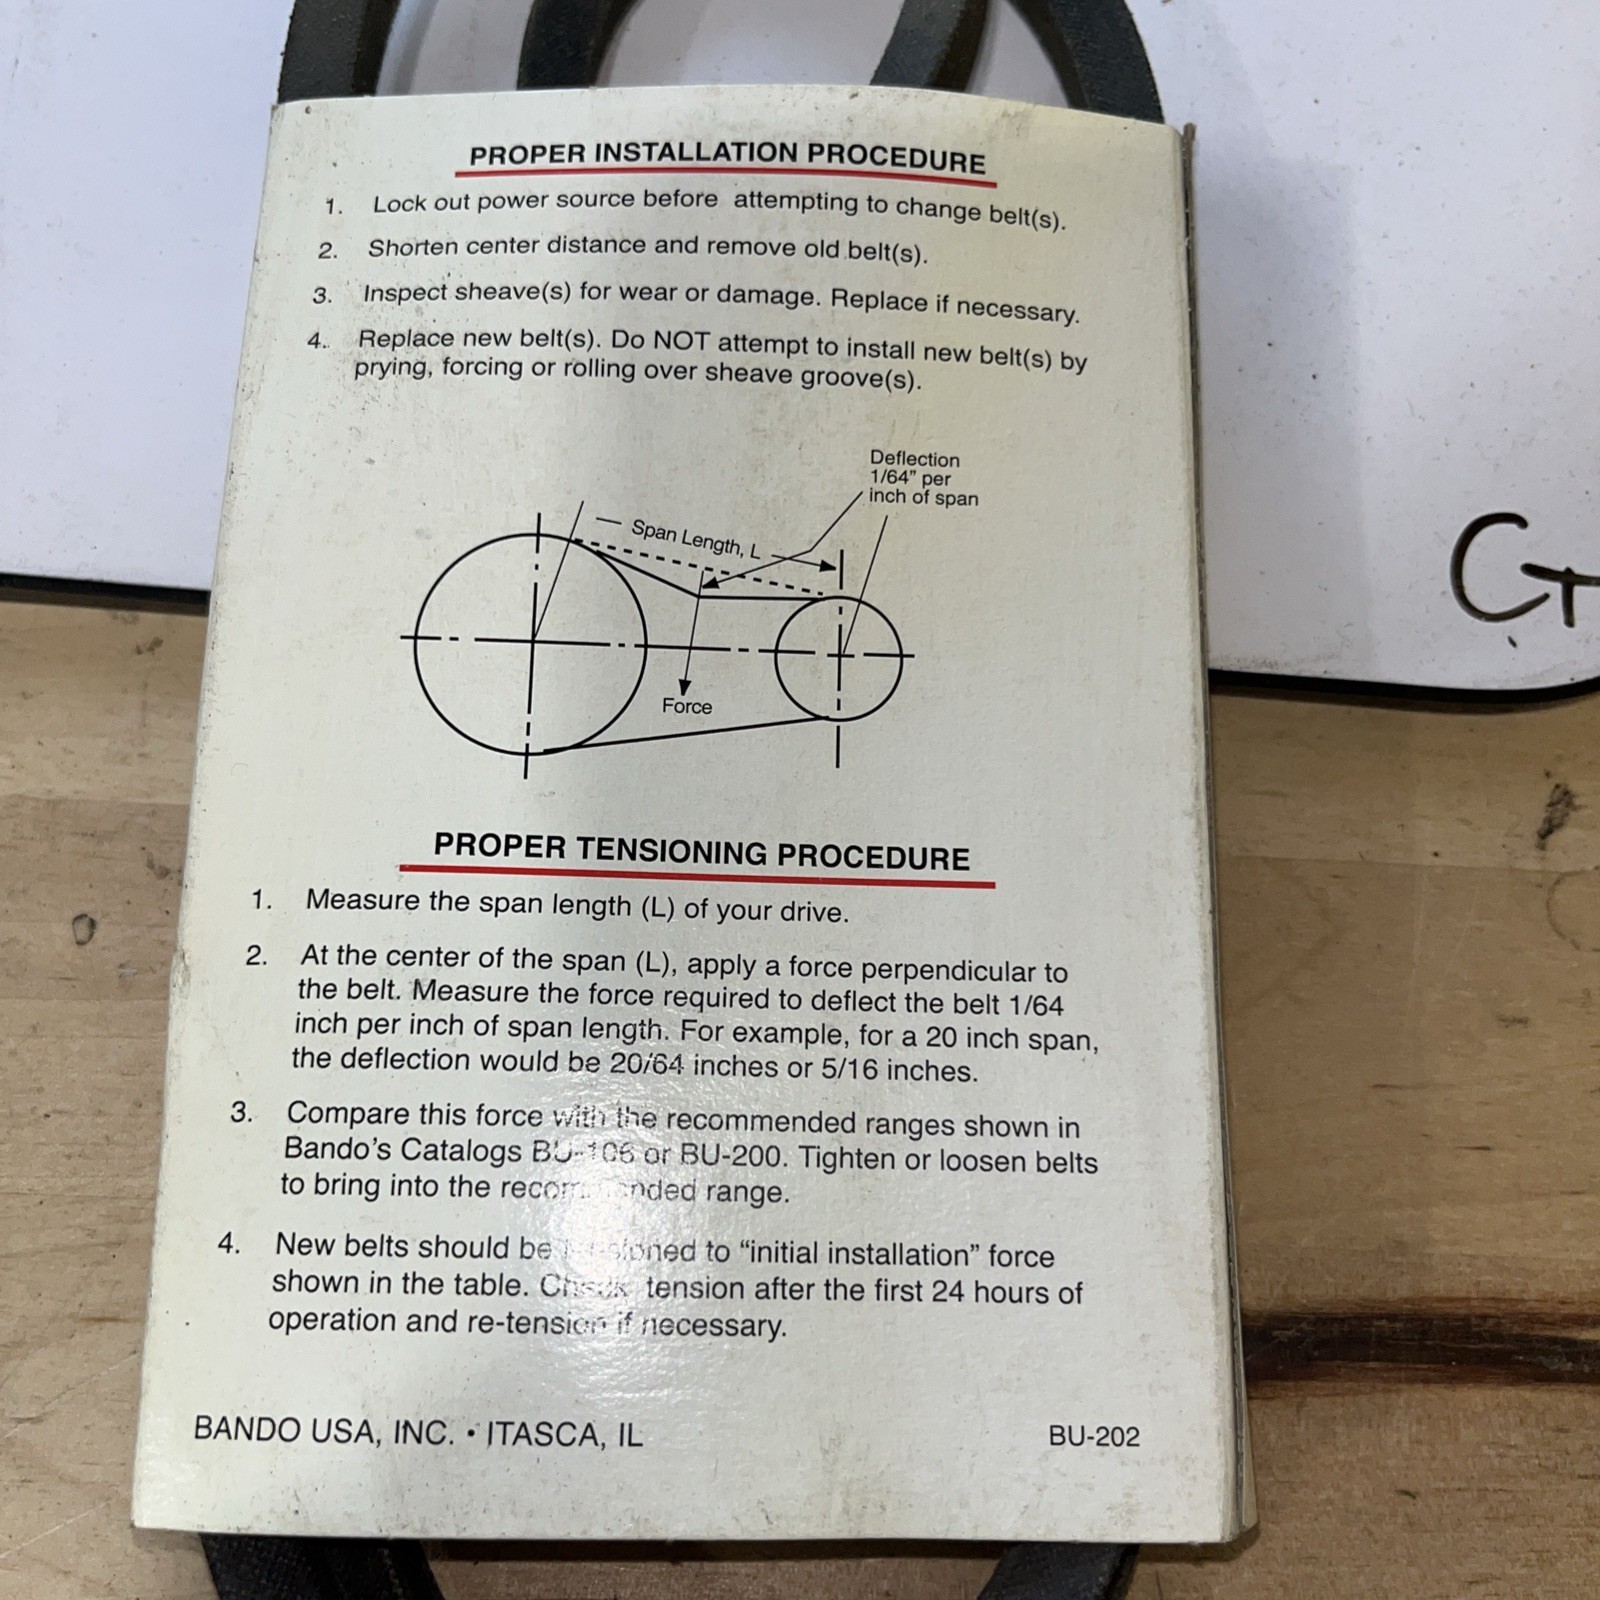 PROPER INSTALLATION PROCEDURE
1. Lock out power source before attempting to change belt(s).
2. Shorten center distance and remove old belt(s).
3. Inspect sheave(s) for wear or damage. Replace if necessary.
4. Replace new belt(s). Do NOT attempt to install new belt(s) by
prying, forcing or rolling over sheave groove(s).
Deflection
1/64" per
inch of span
Span Length, L
Force
PROPER TENSIONING PROCEDURE
1. Measure the span length (L) of your drive.
2. At the center of the span (L), apply a force perpendicular to
the belt. Measure the force required to deflect the belt 1/64
inch per inch of span length. For example, for a 20 inch span,
the deflection would be 20/64 inches or 5/16 inches.
3. Compare this force with the recommended ranges shown in
Bando's Catalogs BU-106 or BU-200. Tighten or loosen belts
to bring into the recommended range.
4. New belts should be tensioned to “initial installation” force
shown in the table. Check tension after the first 24 hours of
operation and re-tension if necessary.
BANDO USA, INC. • ITASCA, IL
BU-202